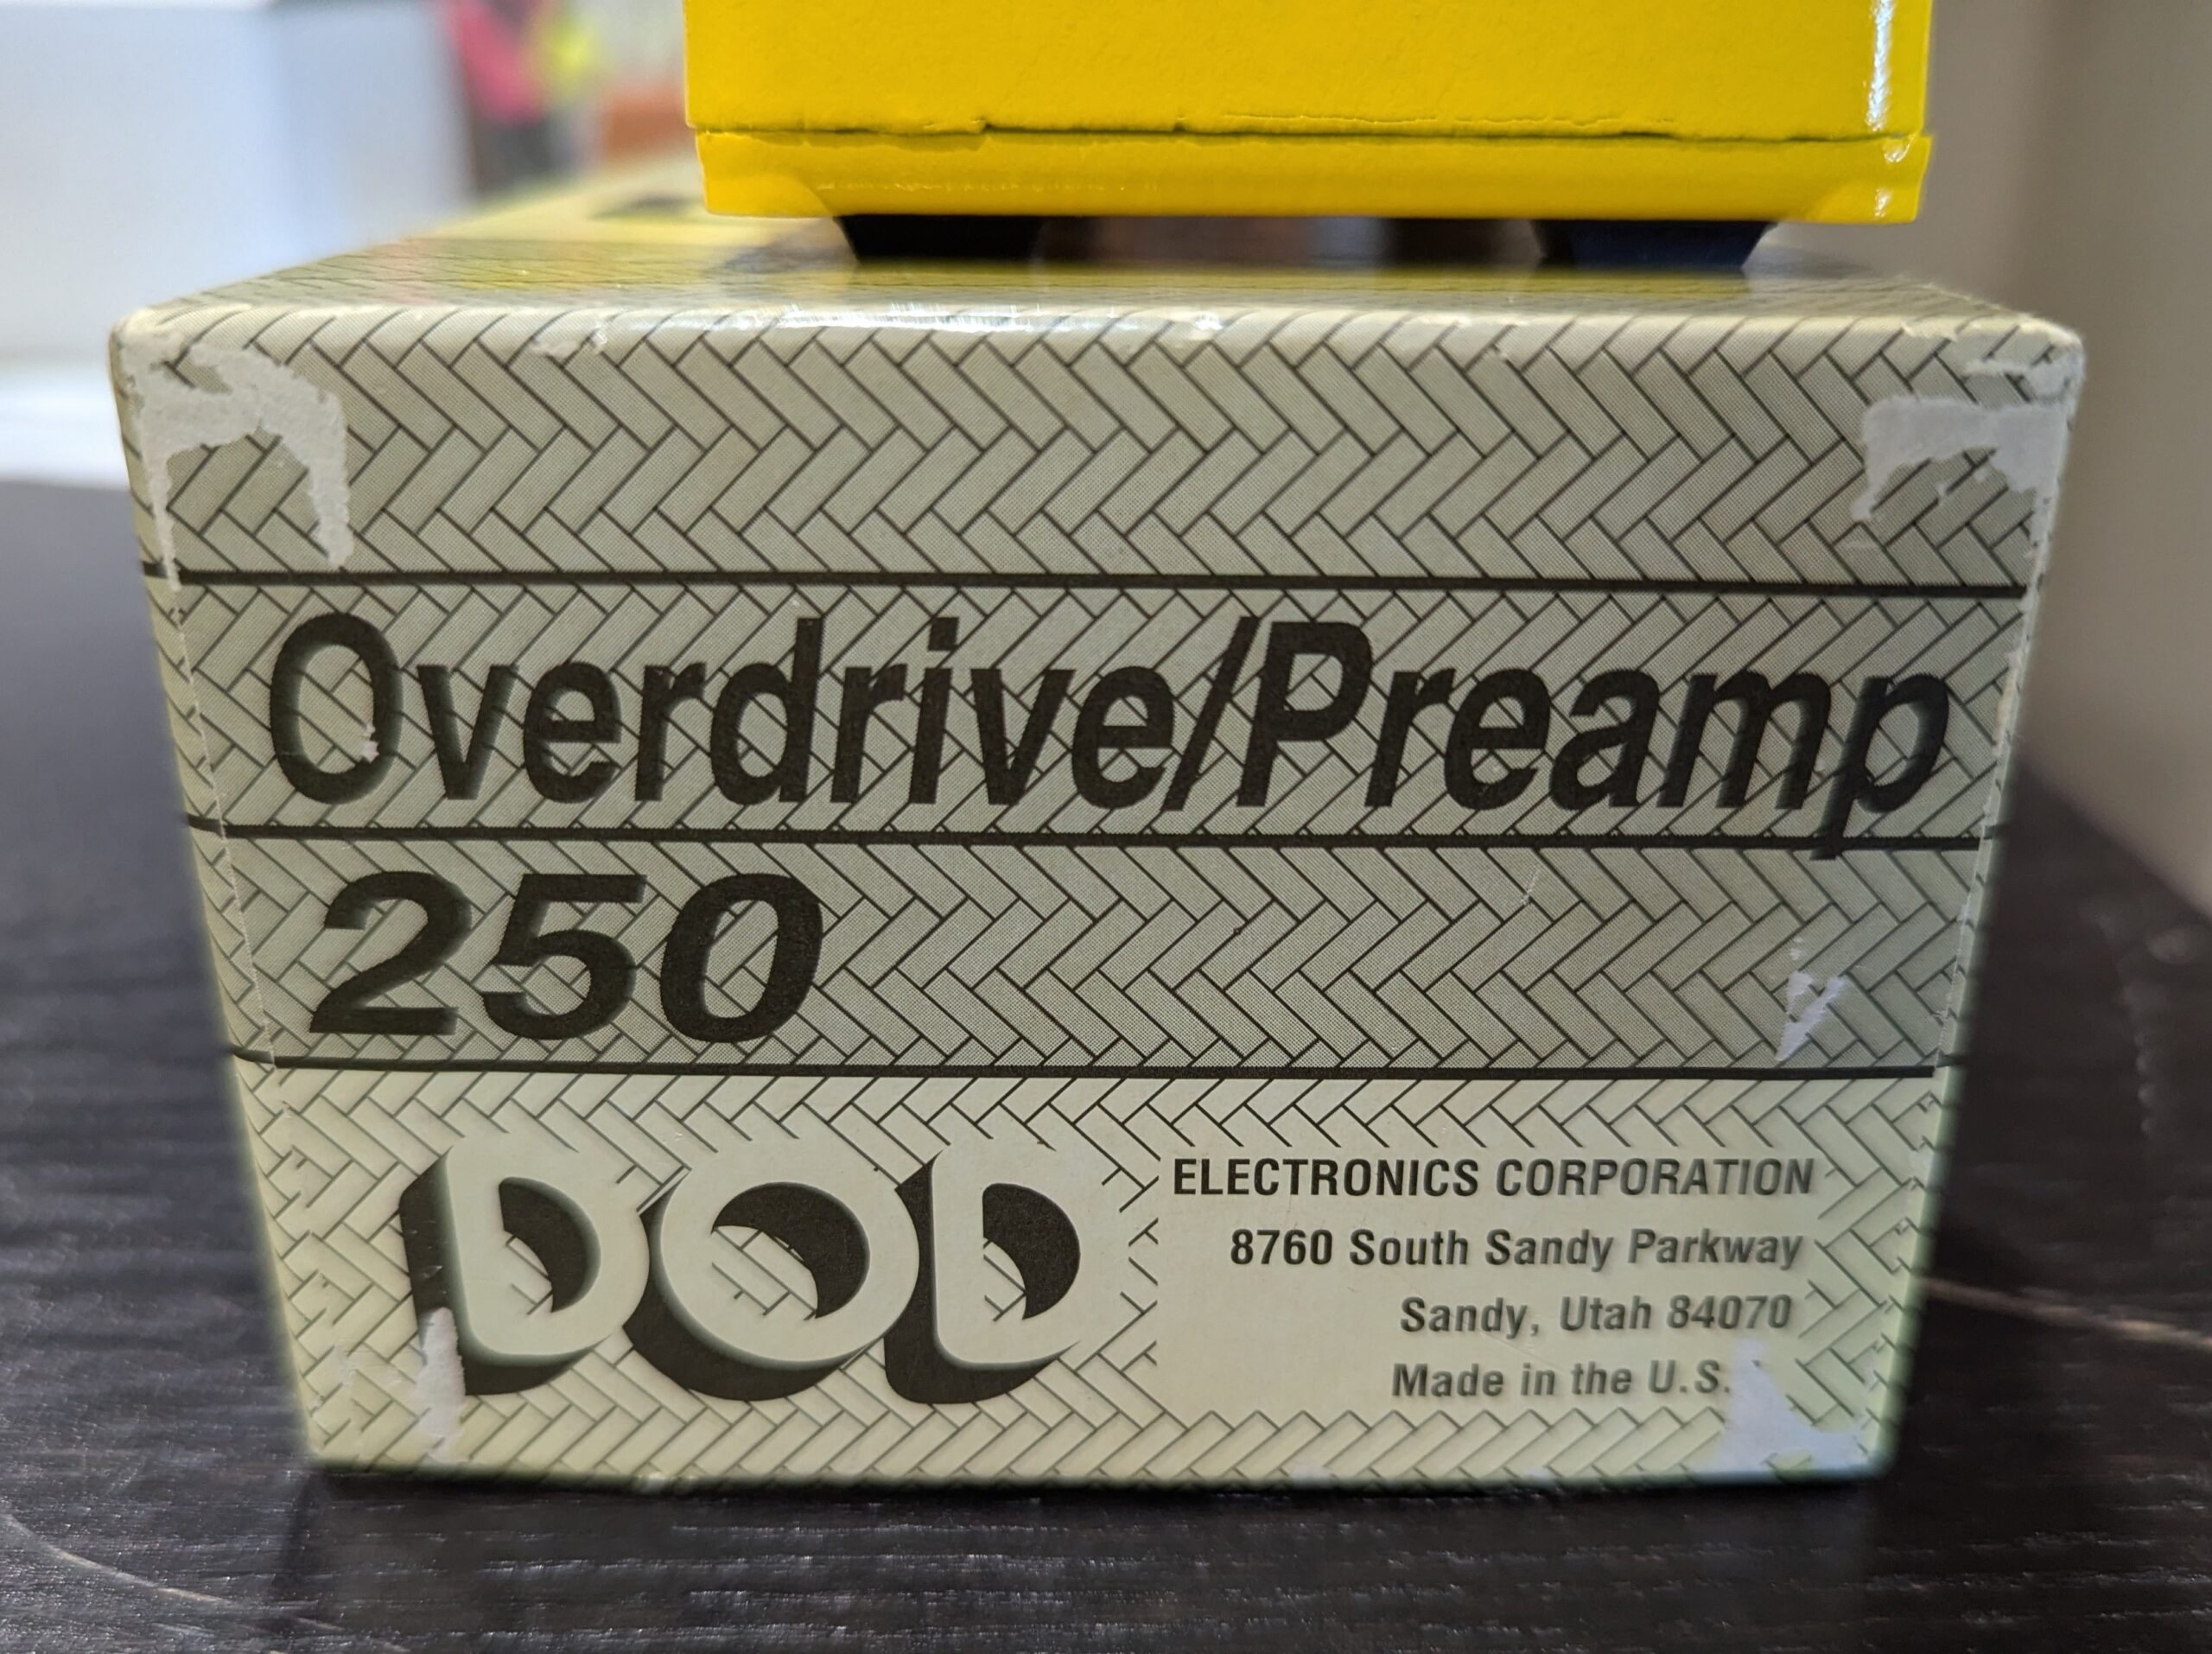 Overdrive/Preamp
250
DOD
ELECTRONICS CORPORATION
8760 South Sandy Parkway
Sandy, Utah 84070
Made in the U.S.